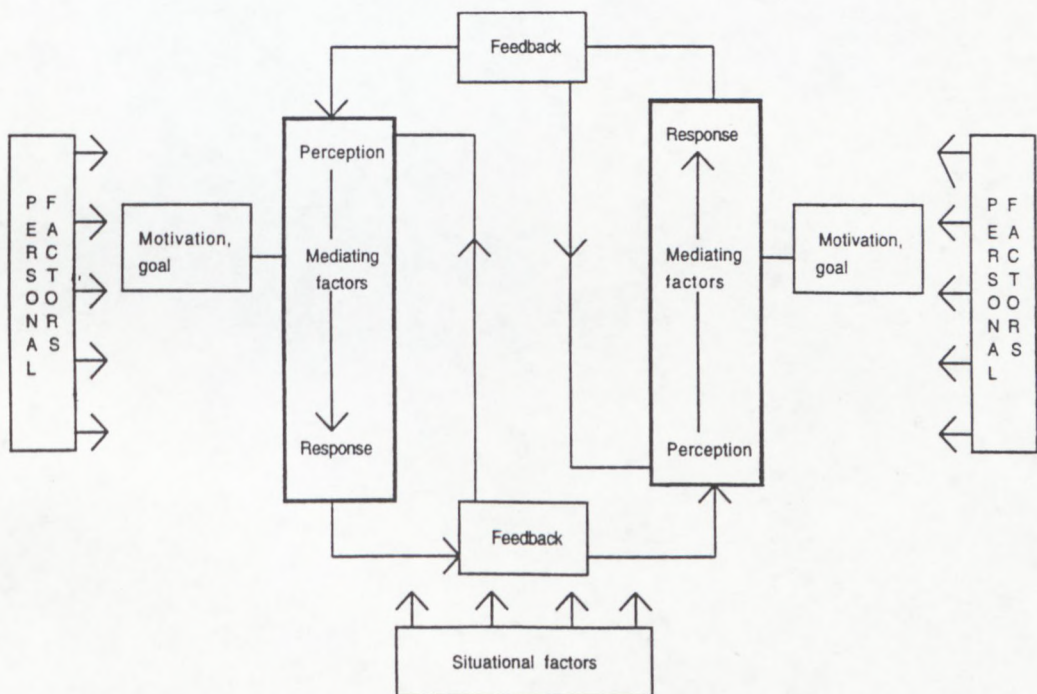 Feedback
PERSONAL
FACTORS
Motivation,
goal
Perception
Mediating
factors
Response
Response
Mediating
factors
Perception
Motivation,
goal
PERSONAL
FACTORS
Feedback
Situational factors